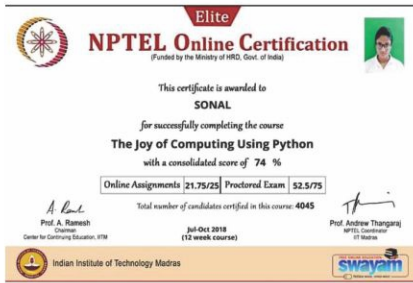 Elite
NPTEL Online Certification
(Funded by the Ministry of HRD, Govt. of India)
This certificate is awarded to
SONAL
for successfully completing the course
The Joy of Computing Using Python
with a consolidated score of 74 %
Online Assignments 21.75/25 Proctored Exam 52.5/75
Total number of candidates certified in this course: 4045
Prof. A. Ramesh
Chairman
Center for Continuing Education, IITM
Jul-Oct 2018
(12 week course)
Prof. Andrew Thangaraj
NPTEL Coordinator
IIT Madras
Indian Institute of Technology Madras
swayam